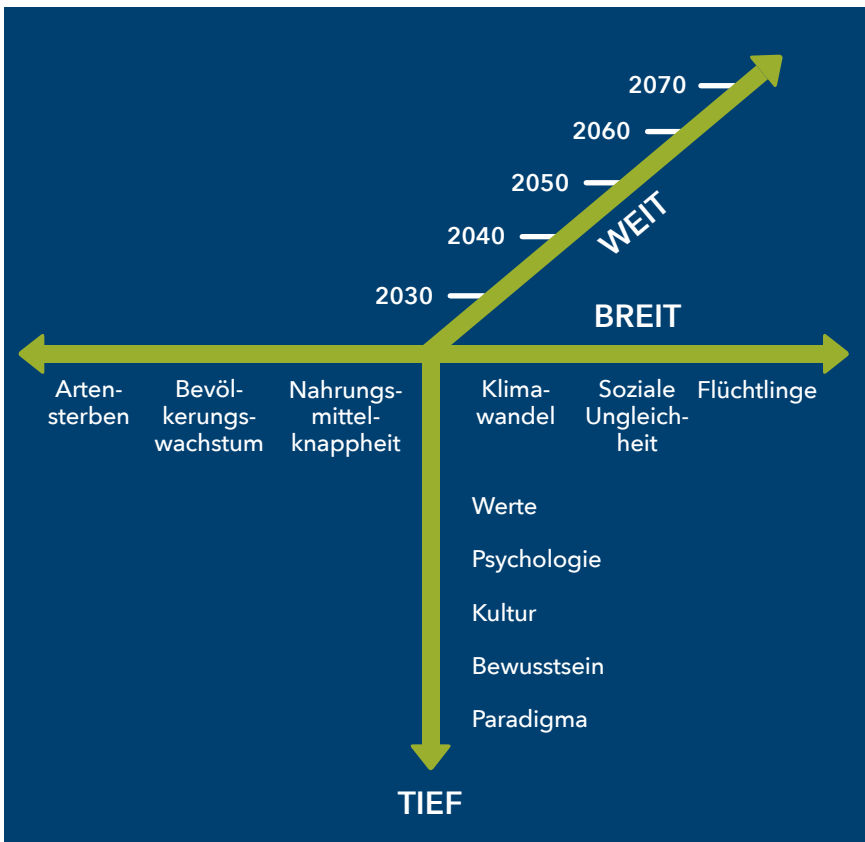 2070
2060
2050
WEIT
2040
2030
BREIT
Arten-
sterben
Bevöl-
kerungs-
wachstum
Nahrungs-
mittel-
knappheit
Klima-
wandel
Soziale
Ungleich-
heit
Flüchtlinge
Werte
Psychologie
Kultur
Bewusstsein
Paradigma
TIEF